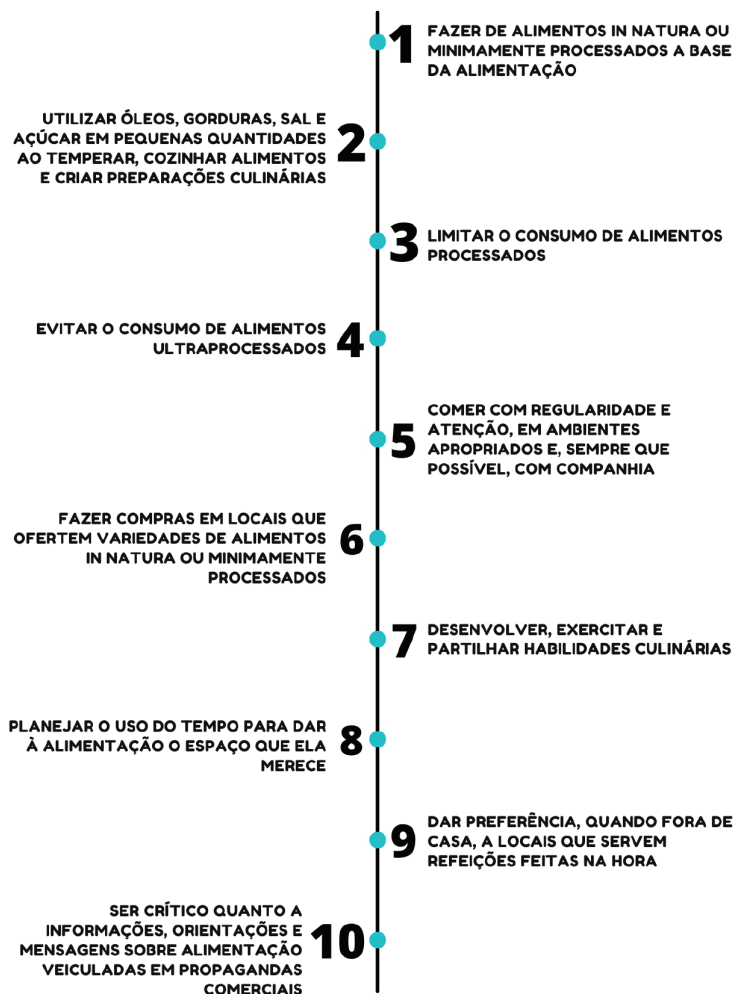 1
FAZER DE ALIMENTOS IN NATURA OU
MINIMAMENTE PROCESSADOS A BASE
DA ALIMENTAÇÃO
2
UTILIZAR ÓLEOS, GORDURAS, SAL E
AÇÚCAR EM PEQUENAS QUANTIDADES
AO TEMPERAR, COZINHAR ALIMENTOS
E CRIAR PREPARAÇÕES CULINÁRIAS
3
LIMITAR O CONSUMO DE ALIMENTOS
PROCESSADOS
4
EVITAR O CONSUMO DE ALIMENTOS
ULTRAPROCESSADOS
5
COMER COM REGULARIDADE E
ATENÇÃO, EM AMBIENTES
APROPRIADOS E, SEMPRE QUE
POSSÍVEL, COM COMPANHIA
6
FAZER COMPRAS EM LOCAIS QUE
OFERTEM VARIEDADES DE ALIMENTOS
IN NATURA OU MINIMAMENTE
PROCESSADOS
7
DESENVOLVER, EXERCITAR E
PARTILHAR HABILIDADES CULINÁRIAS
8
PLANEJAR O USO DO TEMPO PARA DAR
À ALIMENTAÇÃO O ESPAÇO QUE ELA
MERECE
9
DAR PREFERÊNCIA, QUANDO FORA DE
CASA, A LOCAIS QUE SERVEM
REFEIÇÕES FEITAS NA HORA
10
SER CRÍTICO QUANTO A
INFORMAÇÕES, ORIENTAÇÕES E
MENSAGENS SOBRE ALIMENTAÇÃO
VEICULADAS EM PROPAGANDAS
COMERCIAIS